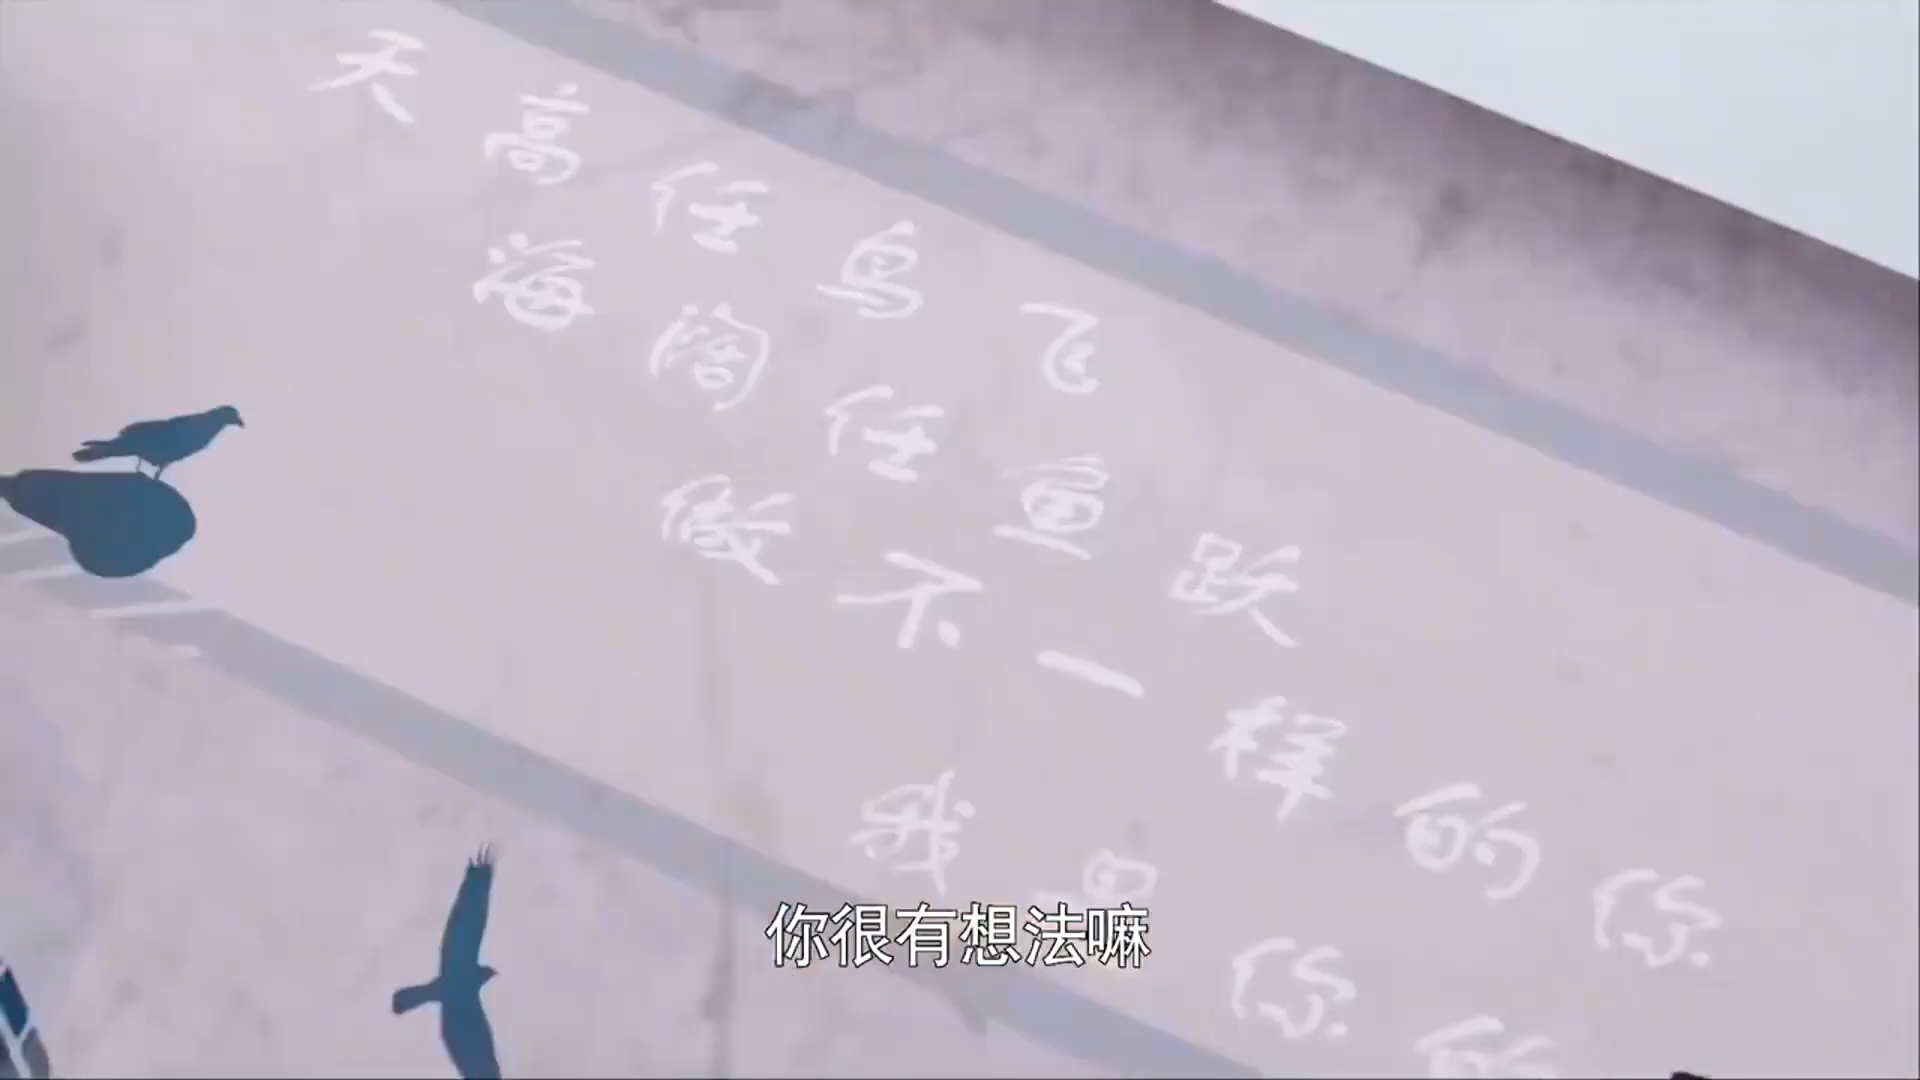 天高任鸟飞
海阔任鱼跃
做不一样的你
我
你的
你很有想法嘛